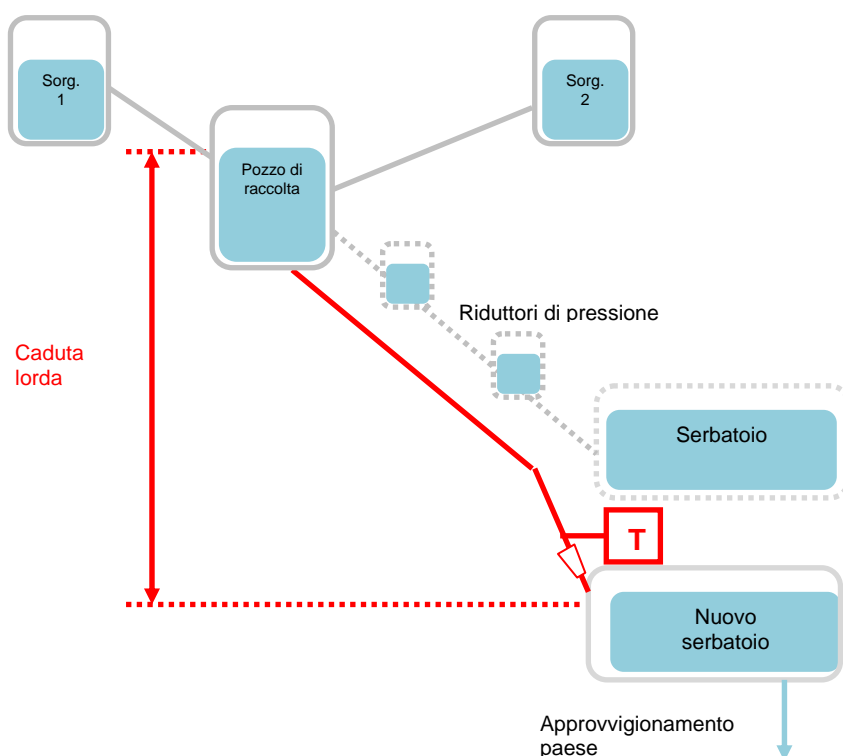 Sorg.
1
Sorg.
2
Pozzo di
raccolta
Riduttori di pressione
Caduta
lorda
Serbatoio
T
Nuovo
serbatoio
Approvvigionamento
paese